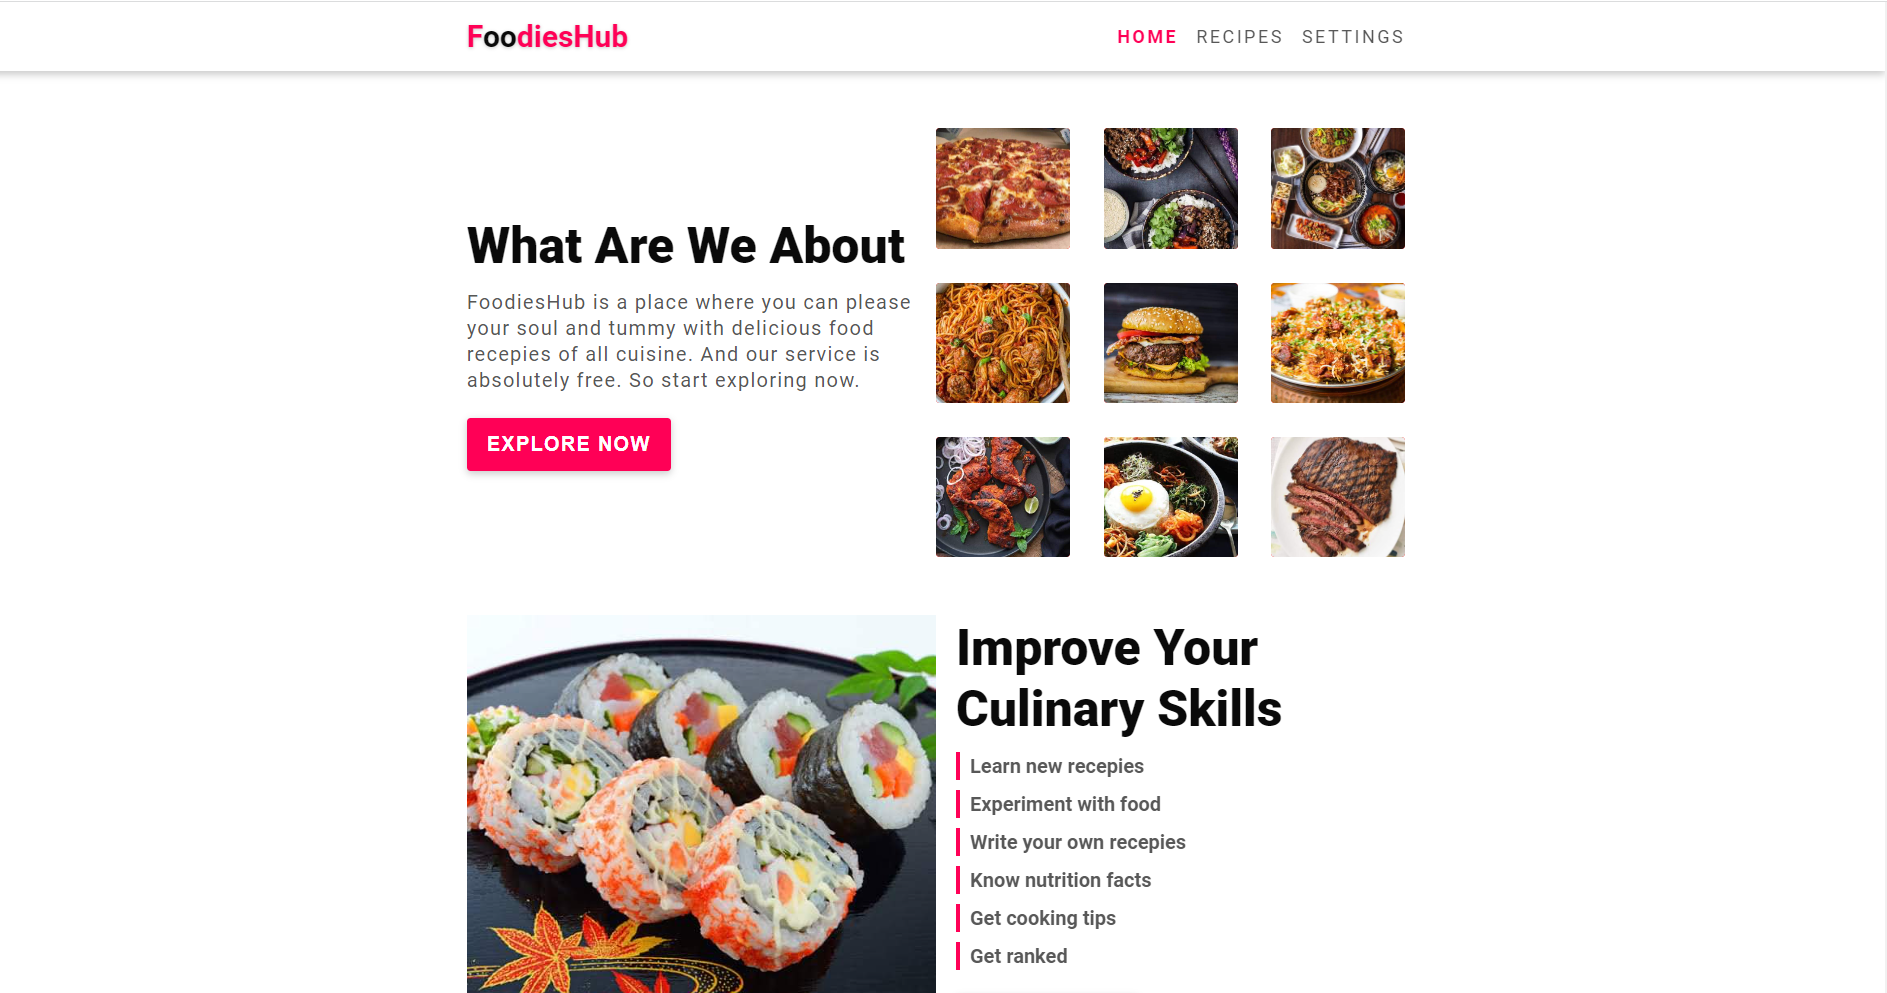 FoodiesHub
HOME RECIPES SETTINGS
What Are We About
FoodiesHub is a place where you can please
your soul and tummy with delicious food
recepies of all cuisine. And our service is
absolutely free. So start exploring now.
EXPLORE NOW
Improve Your
Culinary Skills
Learn new recepies
Experiment with food
Write your own recepies
Know nutrition facts
Get cooking tips
Get ranked